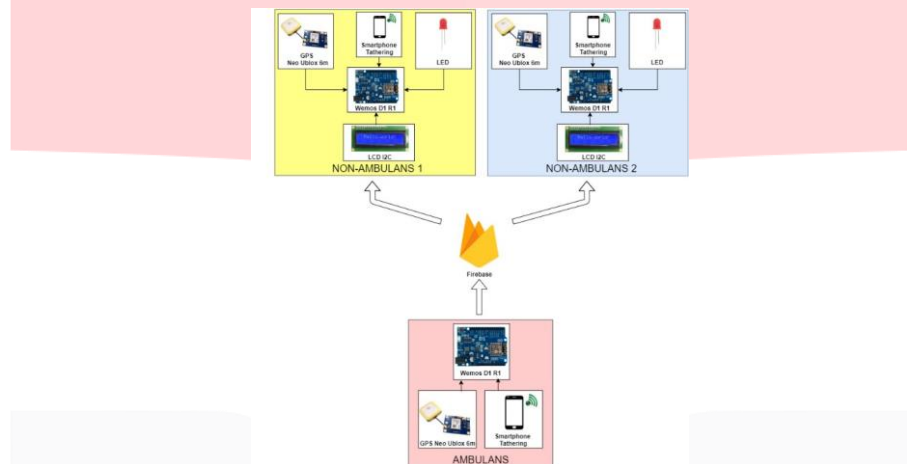 GPS
Neo Ublox 6m
Smartphone
Tathering
LED
Wemos D1 R1
LCD I2C
NON-AMBULANS 1
GPS
Neo Ublox 6m
Smartphone
Tathering
LED
Wemos D1 R1
LCD I2C
NON-AMBULANS 2
Firebase
Wemos D1 R1
GPS Neo Ublox 6m
Smartphone
Tathering
AMBULANS